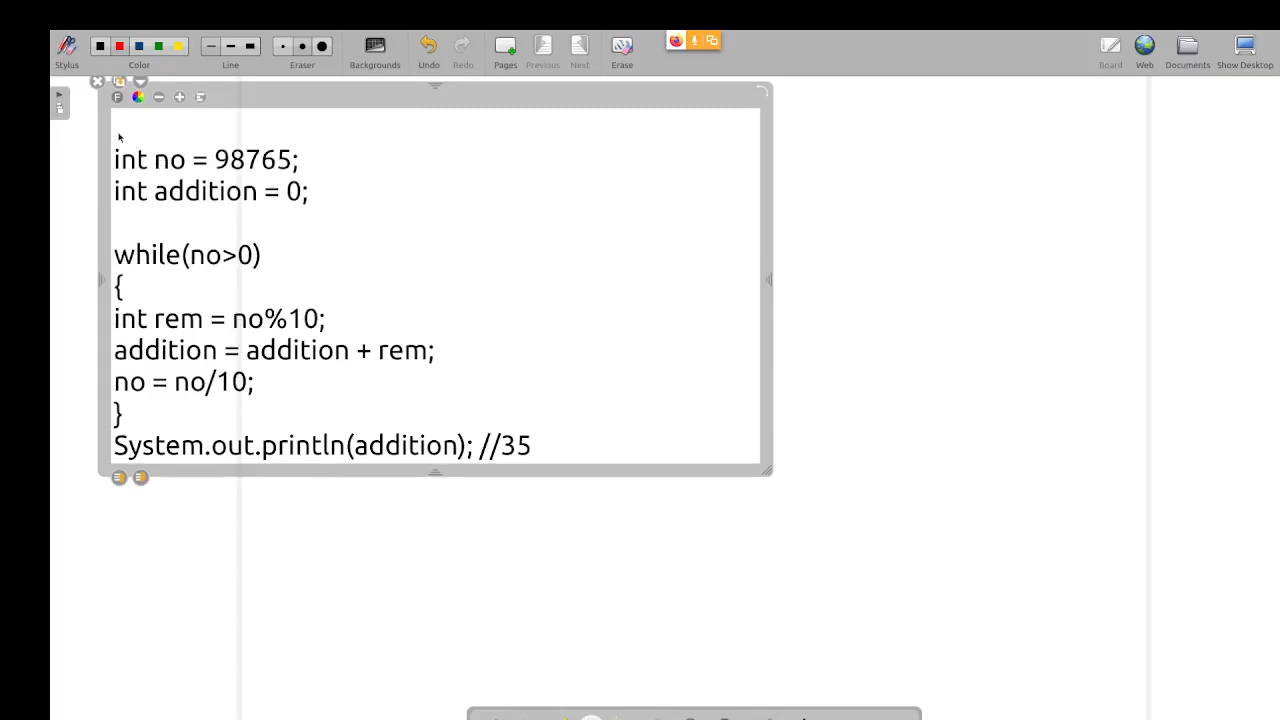 Stylus Color Line Eraser Backgrounds Undo Redo Pages Previous Next Erase Board Web Documents Show Desktop
int no = 98765;
int addition = 0;
while(no>0)
{
int rem = no%10;
addition = addition + rem;
no = no/10;
}
System.out.println(addition); //35